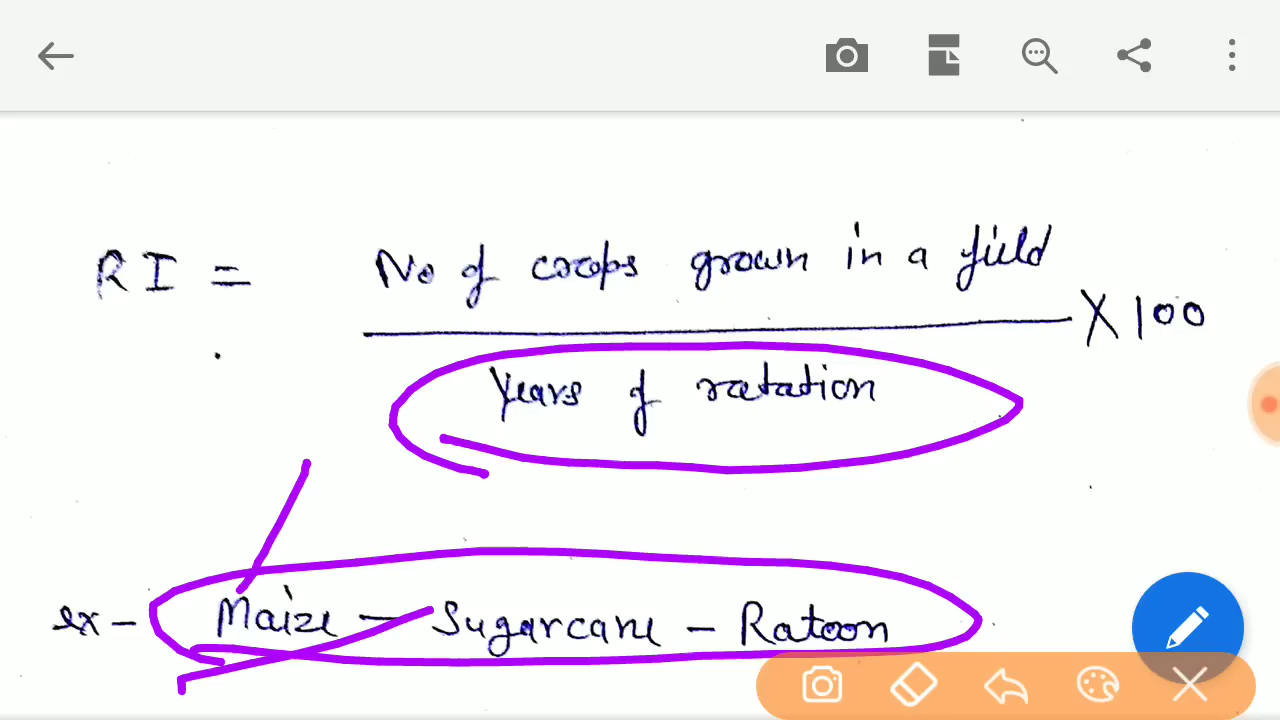 RI = No of crops grown in a field X 100
Years of rotation
ex- Maize - Sugarcane - Ratoon